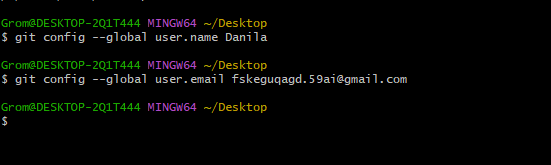 Grom@DESKTOP-2Q1T444 MINGW64 ~/Desktop
$ git config --global user.name Danila
Grom@DESKTOP-2Q1T444 MINGW64 ~/Desktop
$ git config --global user.email fskeguqagd.59ai@gmail.com
Grom@DESKTOP-2Q1T444 MINGW64 ~/Desktop
$